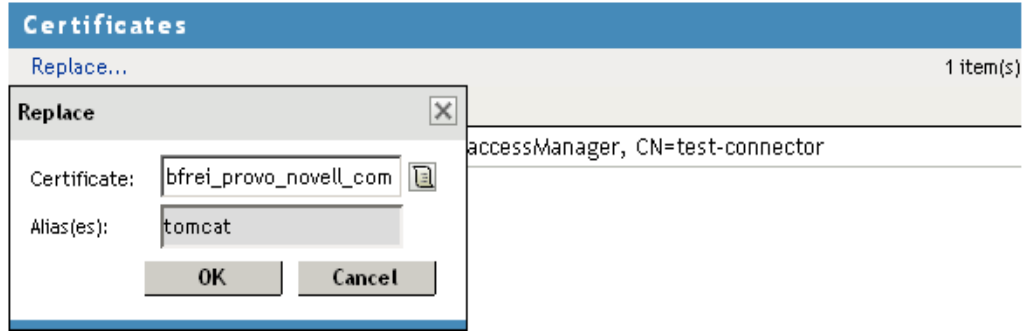 Certificates
Replace...
1 item(s)
Replace
accessManager, CN=test-connector
Certificate: bfrei_provo_novell_com
Alias(es): tomcat
OK Cancel